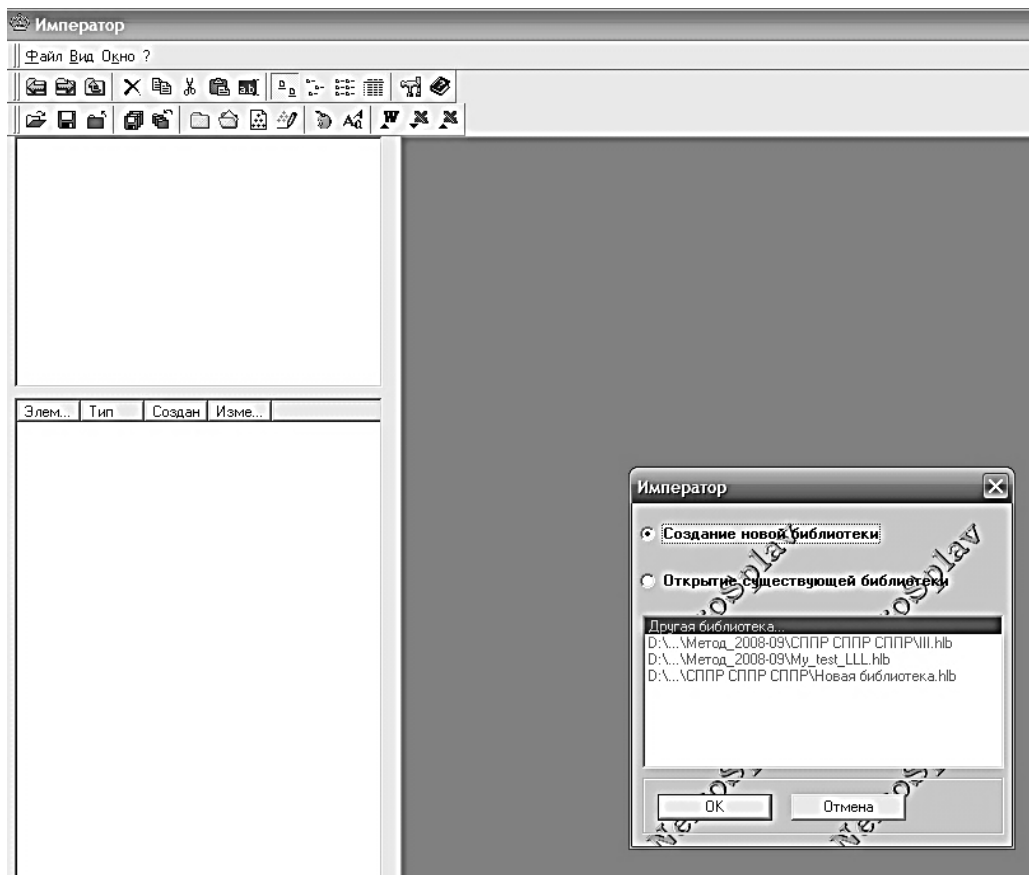 Император
Файл Вид Окно ?
Элем... Тип Создан Изме...
Император
Создание новой библиотеки
Открытие существующей библиотеки
Другая библиотека...
D:\...\Метод_2008-09\СППР СППР СППР\III.hlb
D:\...\Метод_2008-09\My_test_LLL.hlb
D:\...\СППР СППР СППР\Новая библиотека.hlb
OK Отмена